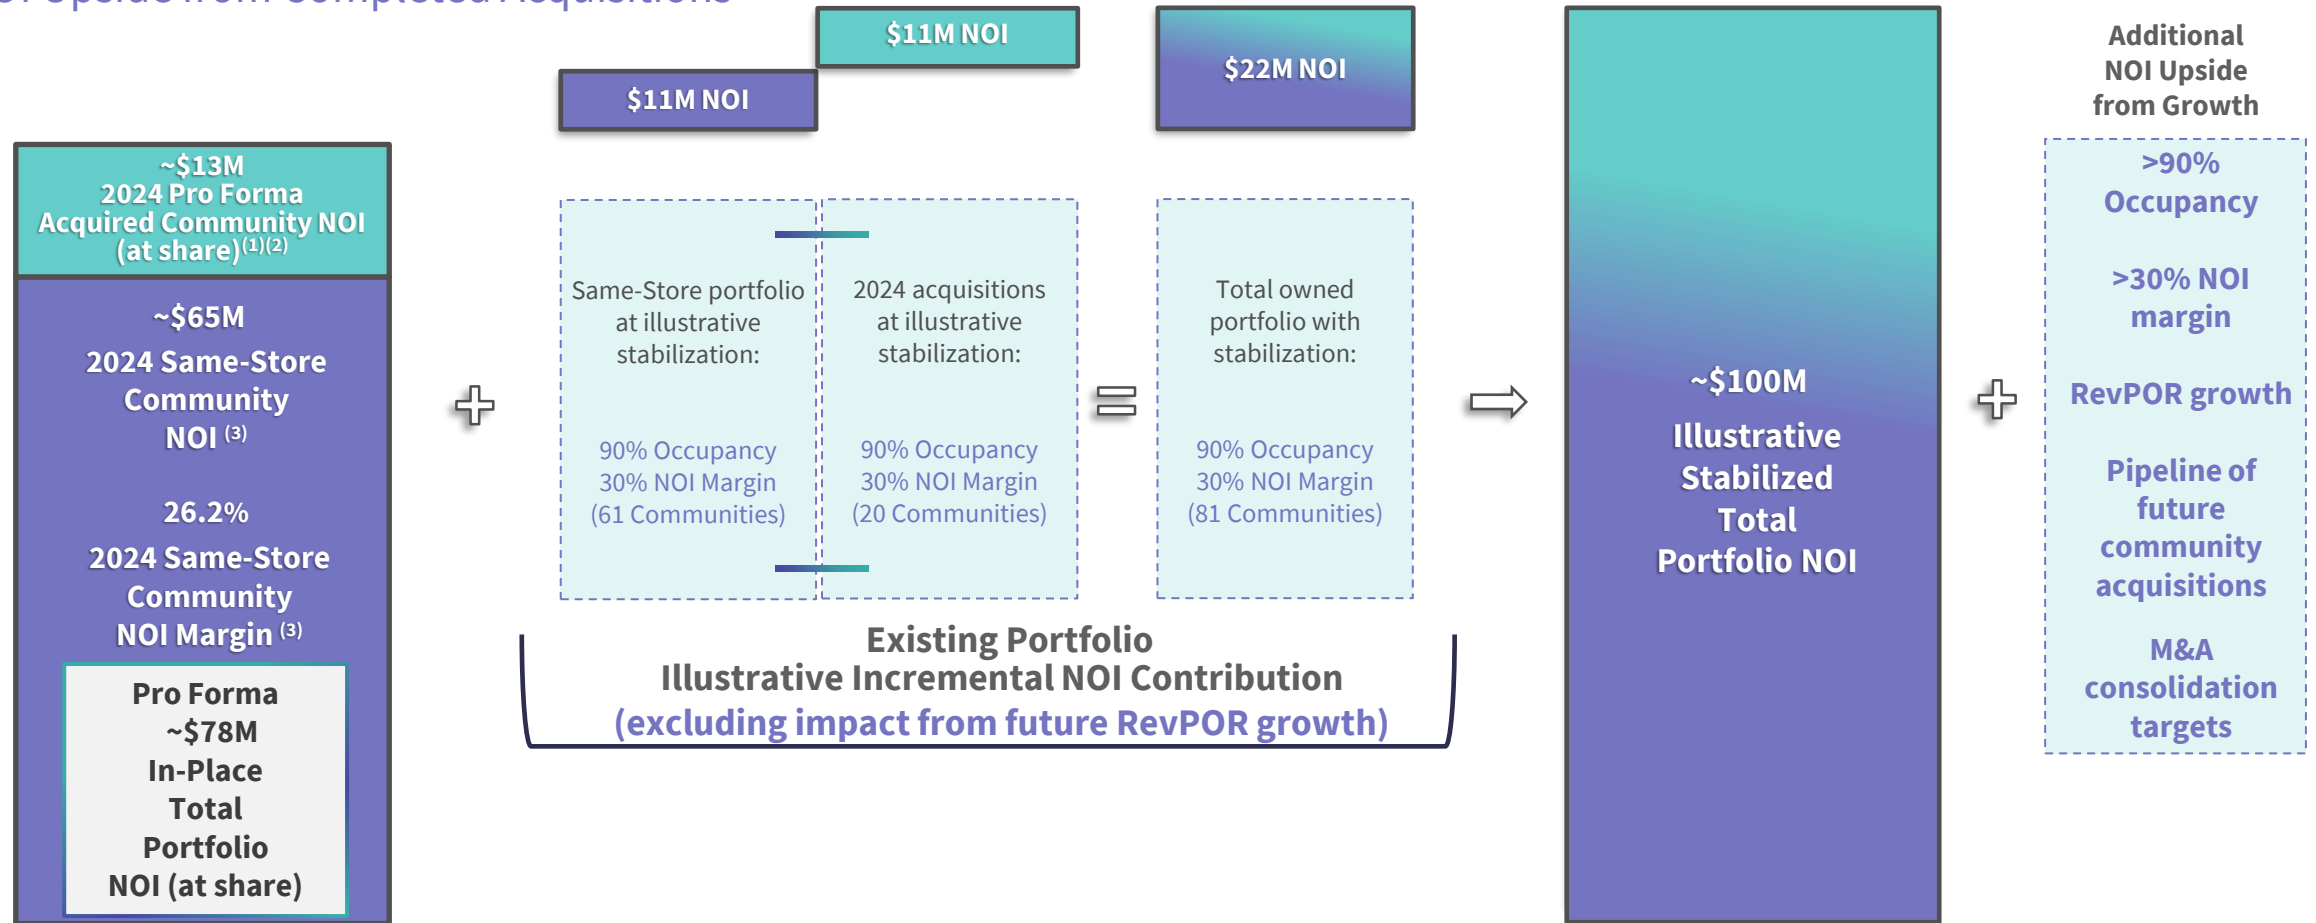 Upside from Completed Acquisitions
~$13M
2024 Pro Forma
Acquired Community NOI
(at share)(1)(2)
~$65M
2024 Same-Store
Community
NOI (3)
26.2%
2024 Same-Store
Community
NOI Margin (3)
Pro Forma
~$78M
In-Place
Total
Portfolio
NOI (at share)
$11M NOI
$11M NOI
$22M NOI
Same-Store portfolio
at illustrative
stabilization:
90% Occupancy
30% NOI Margin
(61 Communities)
2024 acquisitions
at illustrative
stabilization:
90% Occupancy
30% NOI Margin
(20 Communities)
Total owned
portfolio with
stabilization:
90% Occupancy
30% NOI Margin
(81 Communities)
Existing Portfolio
Illustrative Incremental NOI Contribution
(excluding impact from future RevPOR growth)
~$100M
Illustrative
Stabilized
Total
Portfolio NOI
Additional
NOI Upside
from Growth
>90%
Occupancy
>30% NOI
margin
RevPOR growth
Pipeline of
future
community
acquisitions
M&A
consolidation
targets